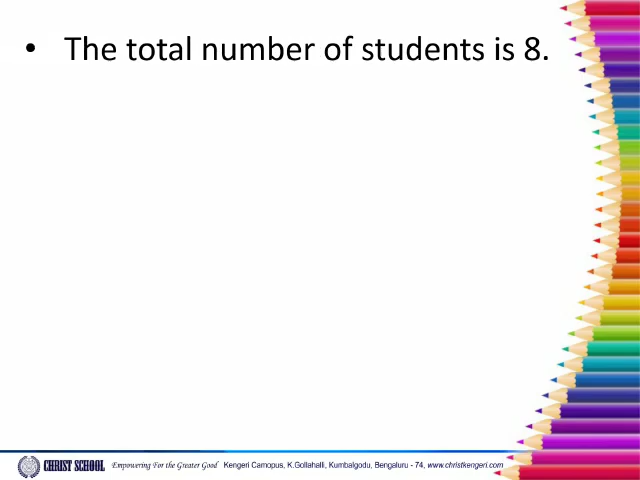 • The total number of students is 8.
CHRIST SCHOOL Empowering For the Greater Good Kengeri Camopus, K.Gollahalli, Kumbalgodu, Bengaluru - 74, www.christkengeri.com